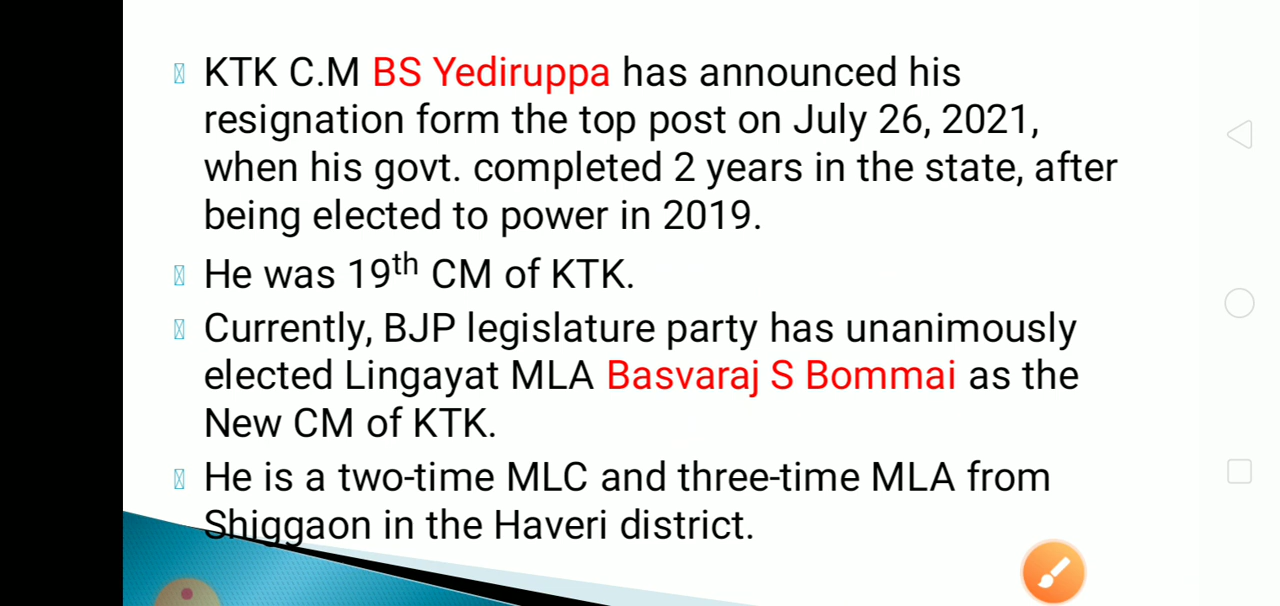 KTK C.M BS Yediruppa has announced his
resignation form the top post on July 26, 2021,
when his govt. completed 2 years in the state, after
being elected to power in 2019.
He was 19th CM of KTK.
Currently, BJP legislature party has unanimously
elected Lingayat MLA Basvaraj S Bommai as the
New CM of KTK.
He is a two-time MLC and three-time MLA from
Shiggaon in the Haveri district.